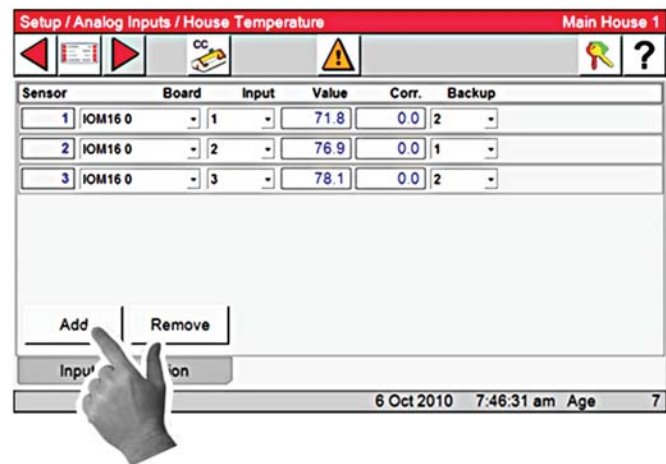 Setup / Analog Inputs / House Temperature Main House 1
CC
?
Sensor Board Input Value Corr. Backup
1 IOM16 0 1 71.8 0.0 2
2 IOM16 0 2 76.9 0.0 1
3 IOM16 0 3 78.1 0.0 2
Add Remove
6 Oct 2010 7:46:31 am Age 7